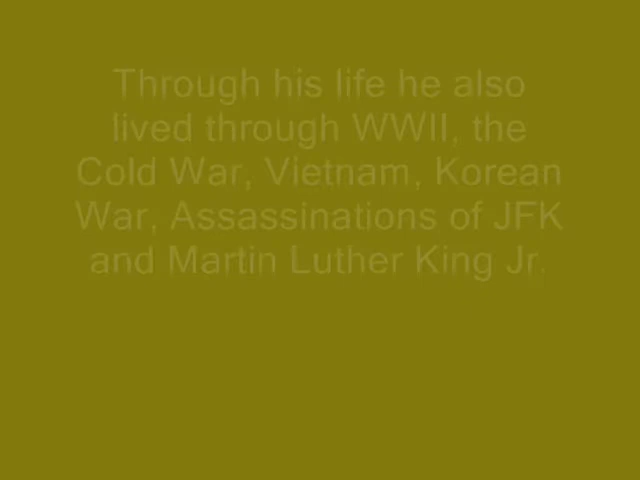 Through his life he also
lived through WWII, the
Cold War, Vietnam, Korean
War, Assassinations of JFK
and Martin Luther King Jr.